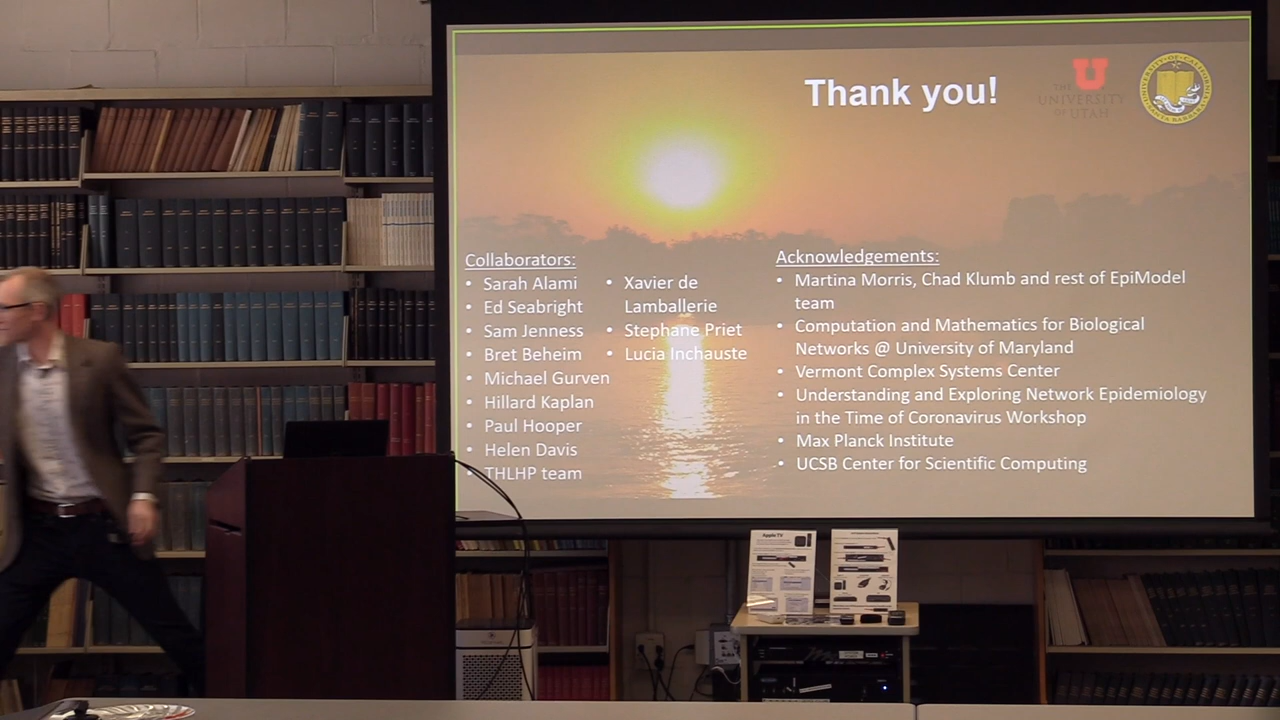 Thank you!
U
THE
UNIVERSITY
OF UTAH
Collaborators:
• Sarah Alami
• Ed Seabright
• Sam Jenness
• Bret Beheim
• Michael Gurven
• Hillard Kaplan
• Paul Hooper
• Helen Davis
• THLHP team
• Xavier de
Lamballerie
• Stephane Priet
• Lucia Inchauste
Acknowledgements:
• Martina Morris, Chad Klumb and rest of EpiModel
team
• Computation and Mathematics for Biological
Networks @ University of Maryland
• Vermont Complex Systems Center
• Understanding and Exploring Network Epidemiology
in the Time of Coronavirus Workshop
• Max Planck Institute
• UCSB Center for Scientific Computing
Apple TV